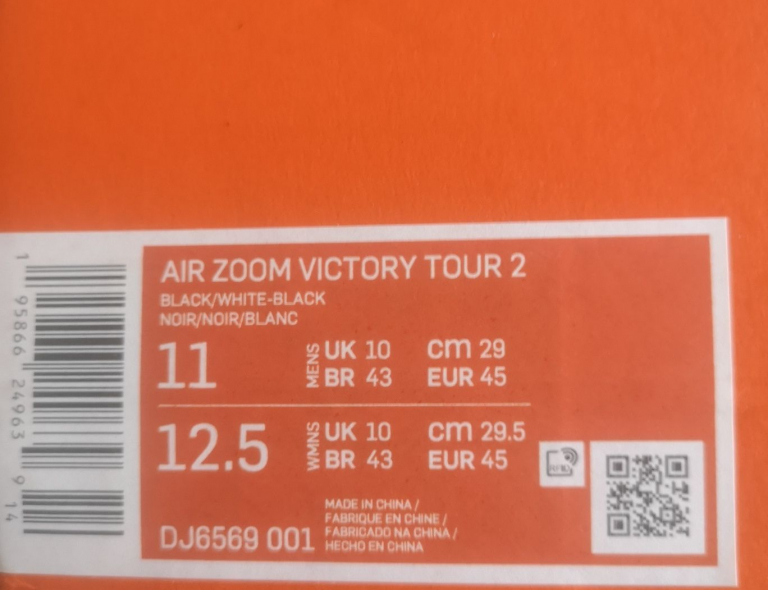 AIR ZOOM VICTORY TOUR 2
BLACK/WHITE-BLACK
NOIR/NOIR/BLANC
11 MENS UK 10 cm 29
BR 43 EUR 45
12.5 WMNS UK 10 cm 29.5
BR 43 EUR 45
MADE IN CHINA /
FABRIQUE EN CHINE /
FABRICADO NA CHINA /
HECHO EN CHINA
DJ6569 001
1 95866 24963 9 14